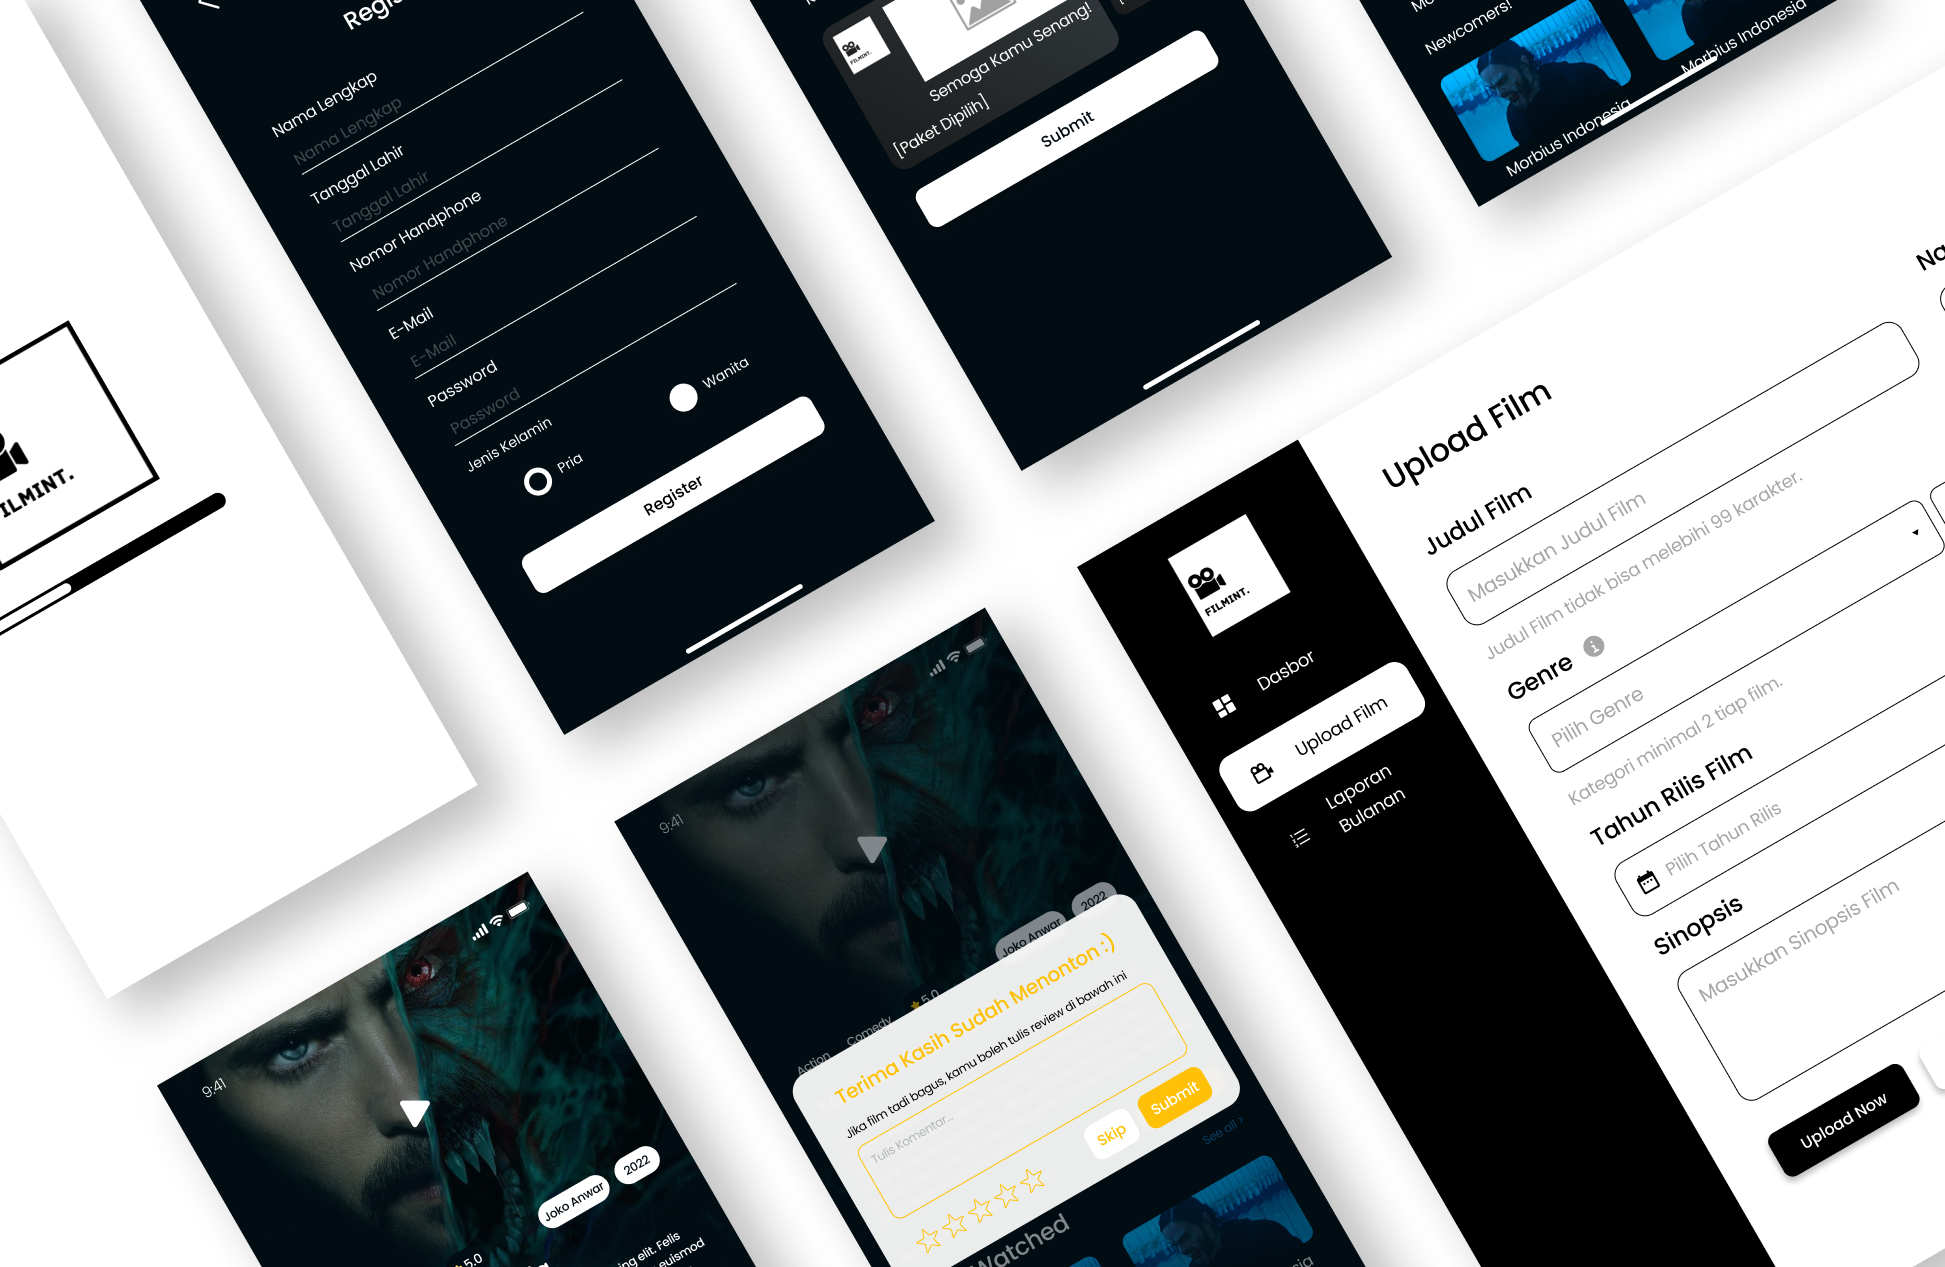 FILMINT.
Nama Lengkap
Nama Lengkap
Tanggal Lahir
Tanggal Lahir
Nomor Handphone
Nomor Handphone
E-Mail
E-Mail
Password
Password
Jenis Kelamin
Pria
Wanita
Register
FILMINT.
Semoga Kamu Senang!
[Paket Dipilih]
Submit
Newcomers!
Morbius Indonesia
Morbius Indonesia
9:41
Joko Anwar
2022
5.0
elit. Felis
euismod
9:41
2022
Joko Anwar
5.0
Action
Comedy
Terima Kasih Sudah Menonton :)
Jika film tadi bagus, kamu boleh tulis review di bawah ini
Tulis Komentar...
Skip
Submit
See all >
Watched
FILMINT.
Dasbor
Upload Film
Laporan
Bulanan
Upload Film
Judul Film
Masukkan Judul Film
Judul Film tidak bisa melebihi 99 karakter.
Genre
Pilih Genre
Kategori minimal 2 tiap film.
Tahun Rilis Film
Pilih Tahun Rilis
Sinopsis
Masukkan Sinopsis Film
Upload Now